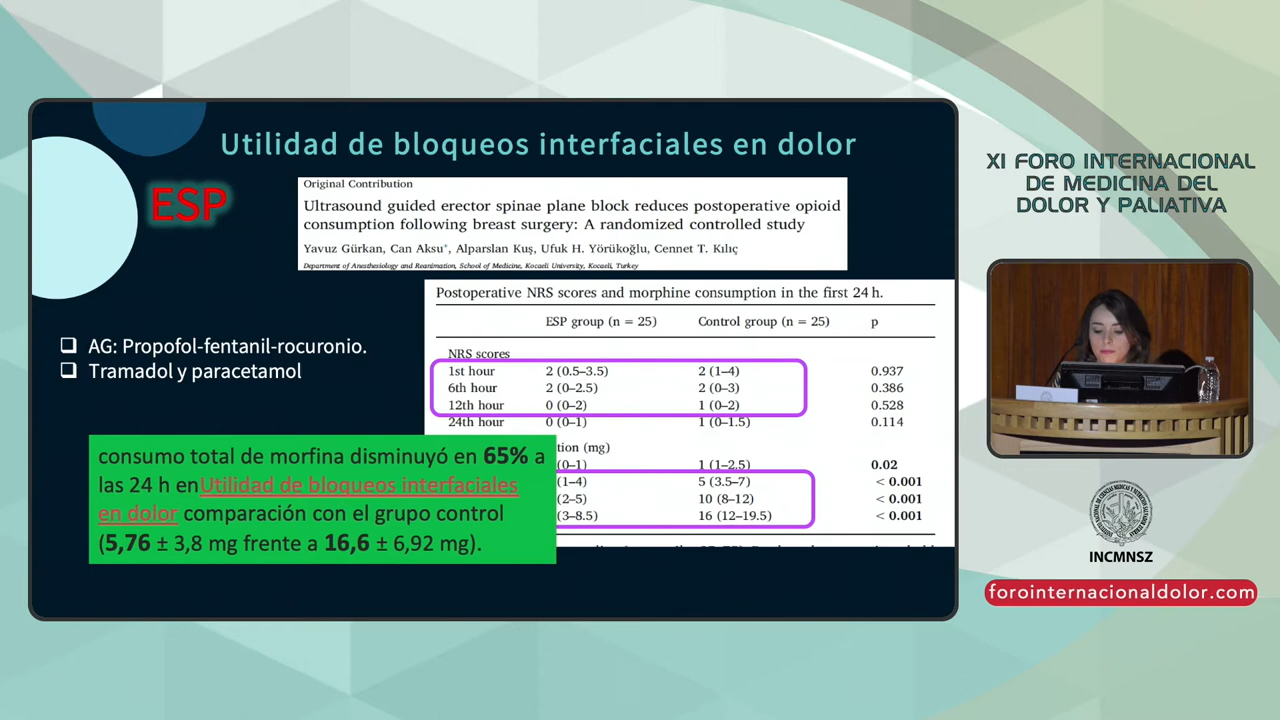 Utilidad de bloqueos interfaciales en dolor
ESP
Original Contribution
Ultrasound guided erector spinae plane block reduces postoperative opioid
consumption following breast surgery: A randomized controlled study
Yavuz Gürkan, Can Aksu*, Alparslan Kuş, Ufuk H. Yörükoğlu, Cennet T. Kılıç
Department of Anesthesiology and Reanimation, School of Medicine, Kocaeli University, Kocaeli, Turkey
AG: Propofol-fentanil-rocuronio.
Tramadol y paracetamol
Postoperative NRS scores and morphine consumption in the first 24 h.
ESP group (n = 25) Control group (n = 25) p
NRS scores
1st hour 2 (0.5–3.5) 2 (1–4) 0.937
6th hour 2 (0–2.5) 2 (0–3) 0.386
12th hour 0 (0–2) 1 (0–2) 0.528
24th hour 0 (0–1) 1 (0–1.5) 0.114
tion (mg)
(0–1) 1 (1–2.5) 0.02
(1–4) 5 (3.5–7) < 0.001
(2–5) 10 (8–12) < 0.001
(3–8.5) 16 (12–19.5) < 0.001
consumo total de morfina disminuyó en 65% a
las 24 h enUtilidad de bloqueos interfaciales
en dolor comparación con el grupo control
(5,76 ± 3,8 mg frente a 16,6 ± 6,92 mg).
XI FORO INTERNACIONAL
DE MEDICINA DEL
DOLOR Y PALIATIVA
INCMNSZ
forointernacionaldolor.com